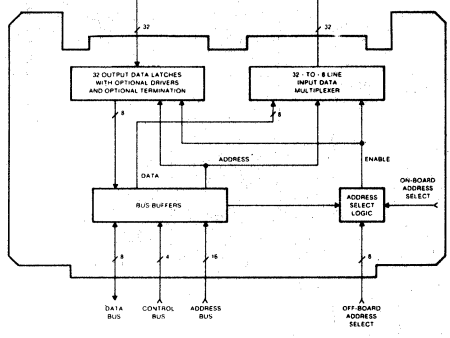 32
32
32 OUTPUT DATA LATCHES
WITH OPTIONAL DRIVERS
AND OPTIONAL TERMINATION
32 - TO - 8 LINE
INPUT DATA
MULTIPLEXER
8
8
DATA
ADDRESS
ENABLE
BUS BUFFERS
ADDRESS
SELECT
LOGIC
ON-BOARD
ADDRESS
SELECT
8
4
16
8
DATA
BUS
CONTROL
BUS
ADDRESS
BUS
OFF-BOARD
ADDRESS
SELECT